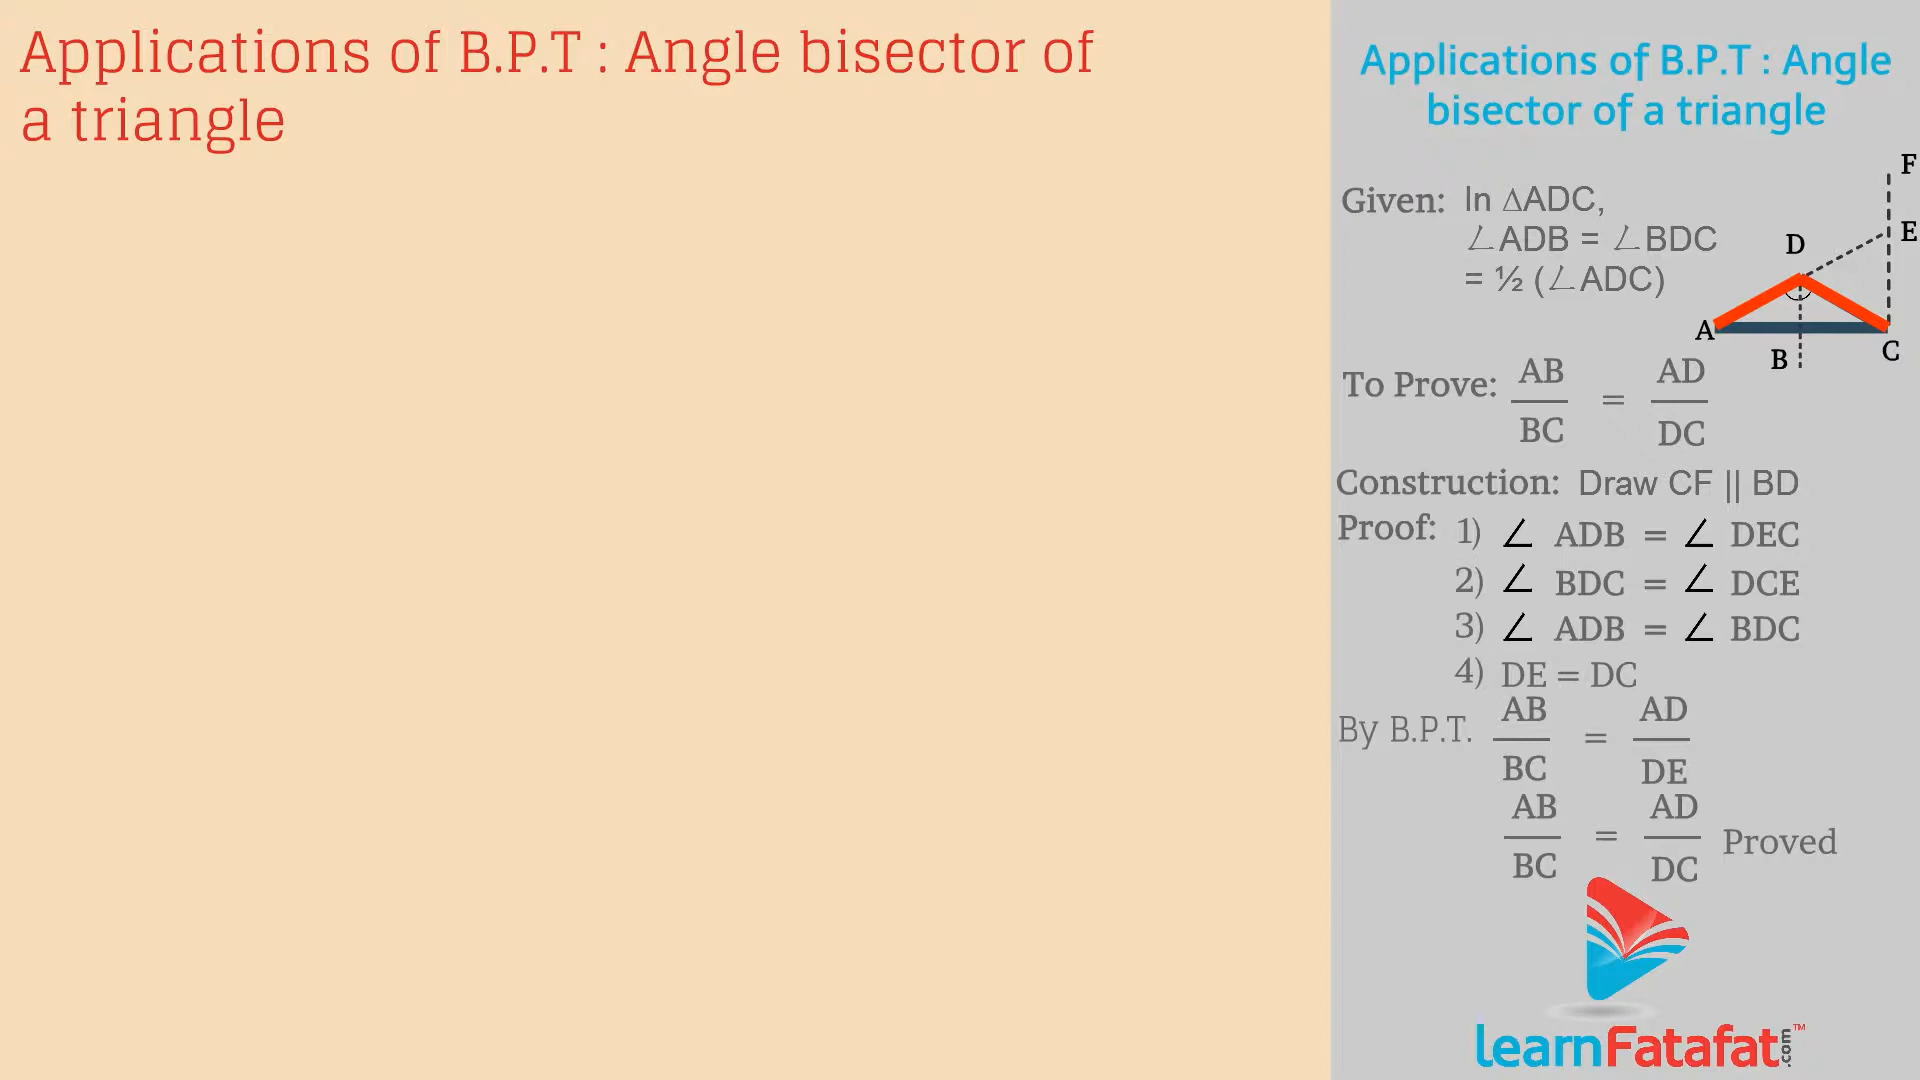 Applications of B.P.T : Angle bisector of
a triangle
Applications of B.P.T : Angle
bisector of a triangle
Given: In ∆ADC,
∠ADB = ∠BDC
= ½ (∠ADC)
F
E
D
A
B
C
To Prove: AB/BC = AD/DC
Construction: Draw CF || BD
Proof: 1) ∠ ADB = ∠ DEC
2) ∠ BDC = ∠ DCE
3) ∠ ADB = ∠ BDC
4) DE = DC
By B.P.T. AB/BC = AD/DE
AB/BC = AD/DC Proved
learnFatafat.com™